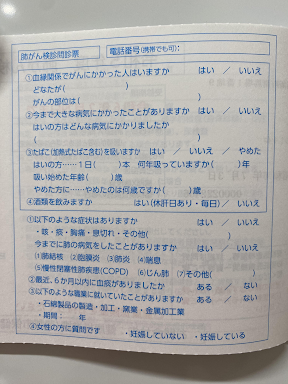 肺がん検診問診票
電話番号(携帯でも可):
①血縁関係でがんにかかった人はいますか はい / いいえ
どなたが( )
がんの部位は( )
②今まで大きな病気にかかったことがありますか はい / いいえ
はいの方はどんな病気にかかりましたか
( )
③たばこ(加熱式たばこ含む)を吸いますか はい / いいえ / やめた
はいの方……1日( )本 何年吸っていますか( )年
吸い始めた年齢( )歳
やめた方に……やめたのは何歳ですか( )歳
④酒類を飲みますか はい(休肝日あり・毎日)/ いいえ
①以下のような症状はありますか はい / いいえ
・咳・痰・胸痛・息切れ・その他( )
今までに肺の病気をしたことがありますか はい / いいえ
⑴肺結核 ⑵肋膜炎 ⑶肺炎 ⑷喘息
⑸慢性閉塞性肺疾患(COPD) ⑹じん肺 ⑺その他( )
②最近、6か月以内に血痰がありましたか ある / ない
③以下のような職業に就いていたことがありますか ある / ない
・石綿製品の製造・加工・窯業・金属加工業
・期間: 年
④女性の方に質問です ・妊娠していない ・妊娠している